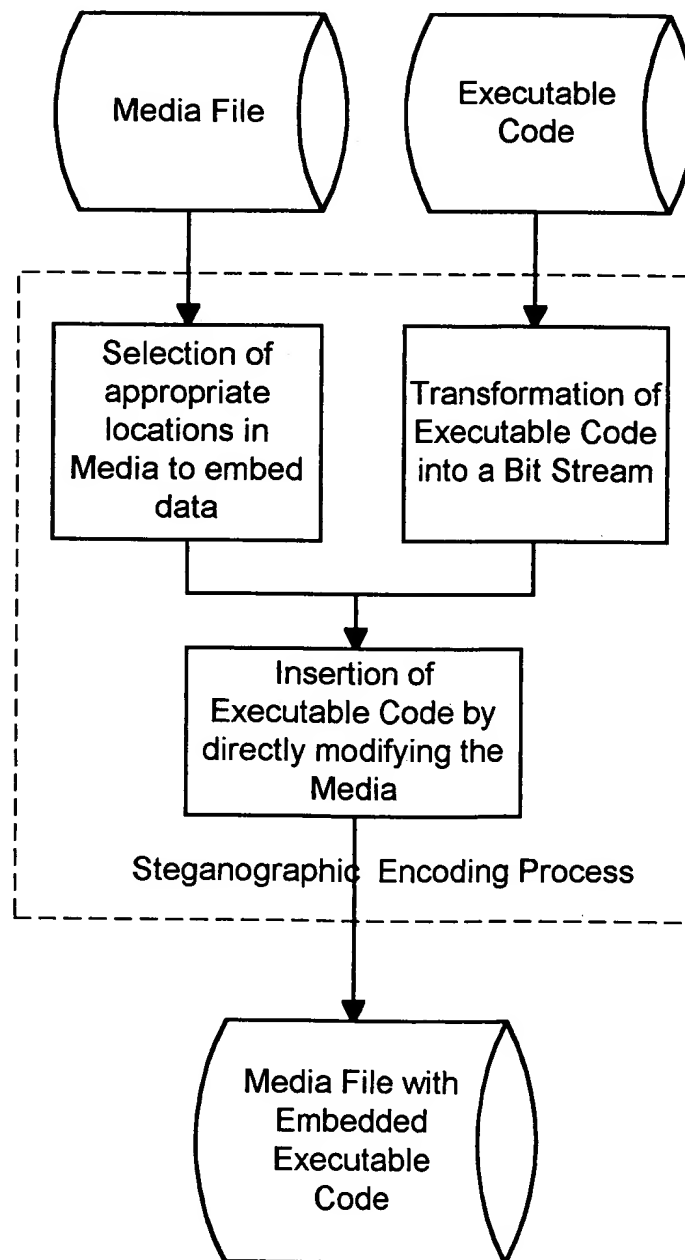 Media File
Executable
Code
Selection of
appropriate
locations in
Media to embed
data
Transformation of
Executable Code
into a Bit Stream
Insertion of
Executable Code by
directly modifying the
Media
Steganographic Encoding Process
Media File with
Embedded
Executable
Code